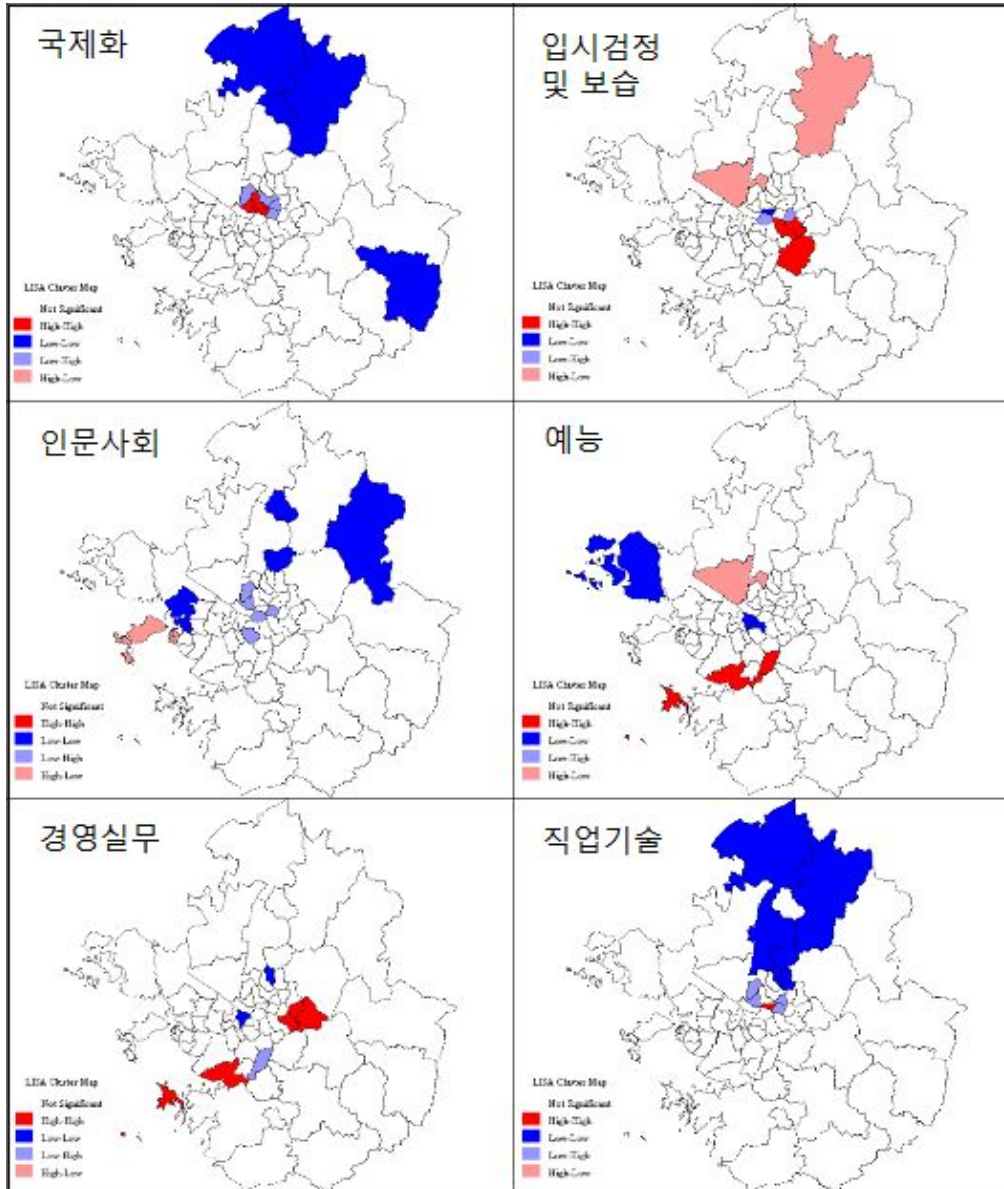 국제화
LISA Cluster Map
Not Significant
High-High
Low-Low
Low-High
High-Low
입시검정
및 보습
LISA Cluster Map
Not Significant
High-High
Low-Low
Low-High
High-Low
인문사회
LISA Cluster Map
Not Significant
High-High
Low-Low
Low-High
High-Low
예능
LISA Cluster Map
Not Significant
High-High
Low-Low
Low-High
High-Low
경영실무
LISA Cluster Map
Not Significant
High-High
Low-Low
Low-High
High-Low
직업기술
LISA Cluster Map
Not Significant
High-High
Low-Low
Low-High
High-Low